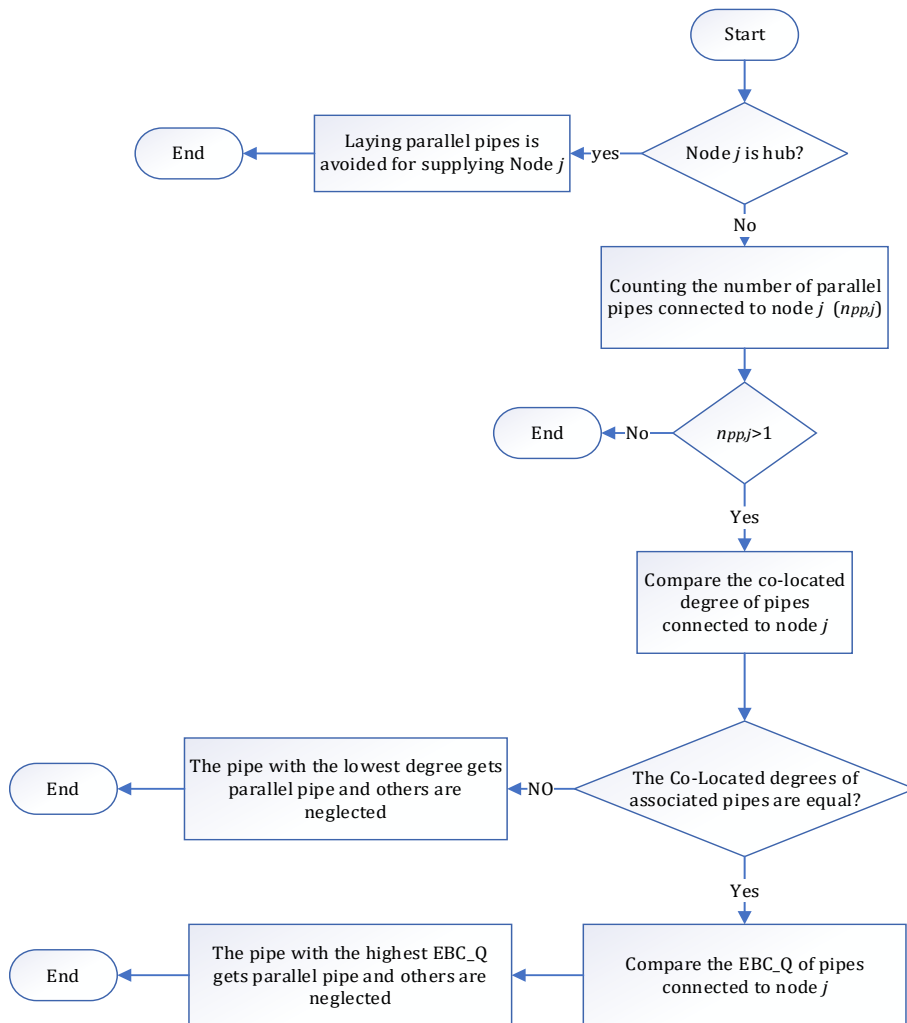 Start
Node j is hub?
yes
Laying parallel pipes is
avoided for supplying Node j
End
No
Counting the number of parallel
pipes connected to node j (npp,j)
npp,j>1
No
End
Yes
Compare the co-located
degree of pipes
connected to node j
The Co-Located degrees of
associated pipes are equal?
NO
The pipe with the lowest degree gets
parallel pipe and others are
neglected
End
Yes
Compare the EBC_Q of pipes
connected to node j
The pipe with the highest EBC_Q
gets parallel pipe and others are
neglected
End